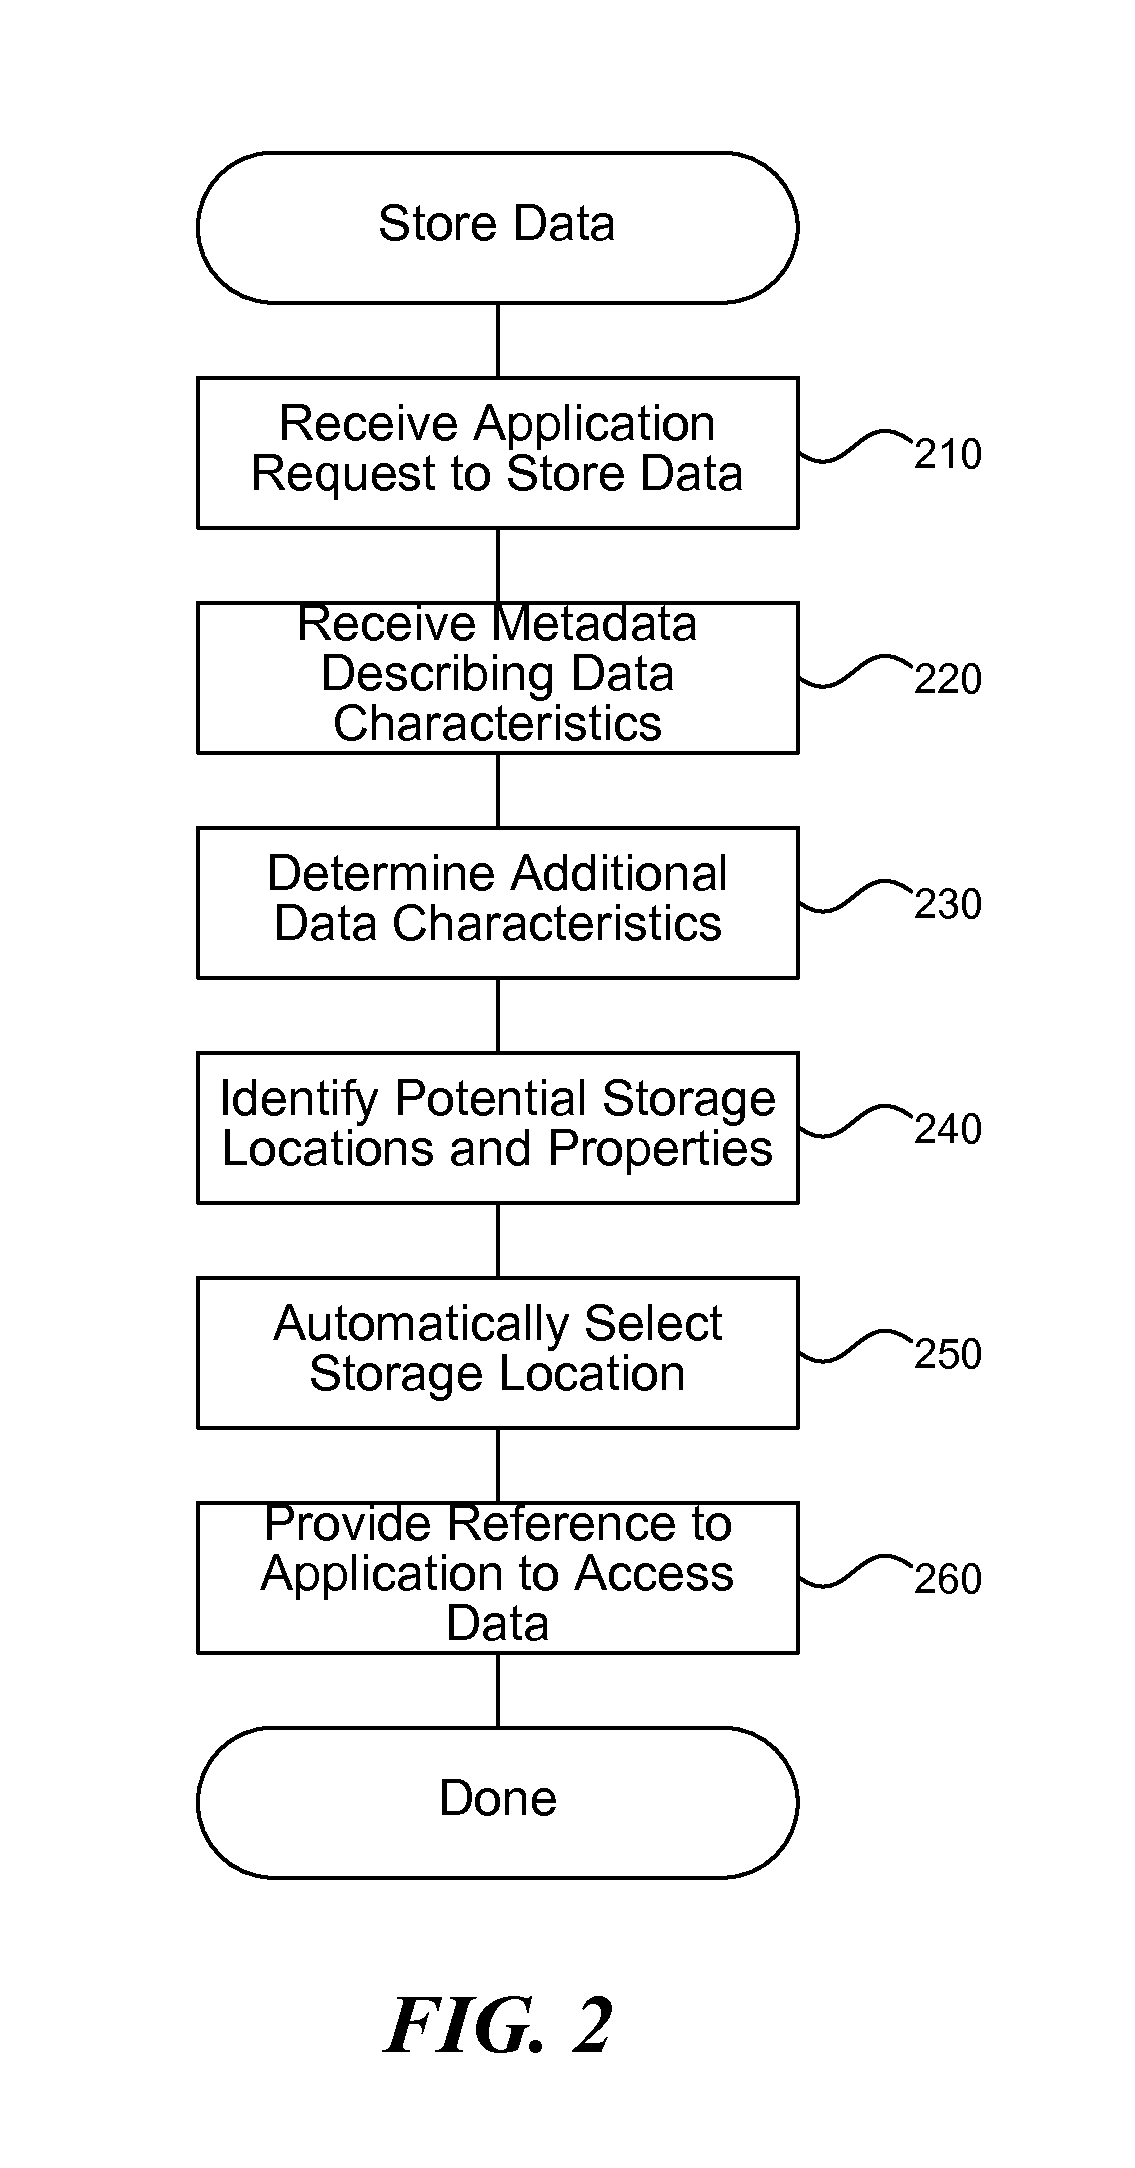 Store Data
Receive Application
Request to Store Data
210
Receive Metadata
Describing Data
Characteristics
220
Determine Additional
Data Characteristics
230
Identify Potential Storage
Locations and Properties
240
Automatically Select
Storage Location
250
Provide Reference to
Application to Access
Data
260
Done
FIG. 2